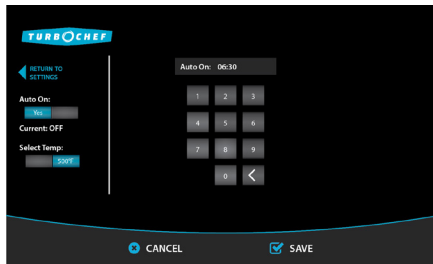 TURBOCHEF
RETURN TO
SETTINGS
Auto On:
Yes
Current: OFF
Select Temp:
500°F
Auto On: 06:30
1 2 3
4 5 6
7 8 9
0
CANCEL
SAVE